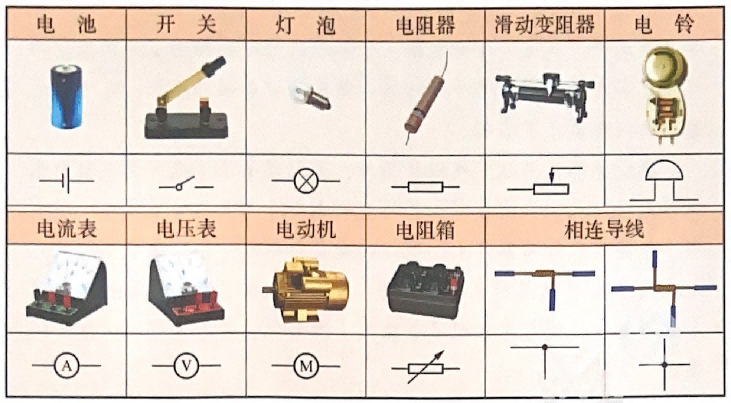 电 池 开 关 灯 泡 电阻器 滑动变阻器 电 铃
电流表 电压表 电动机 电阻箱 相连导线
A V M